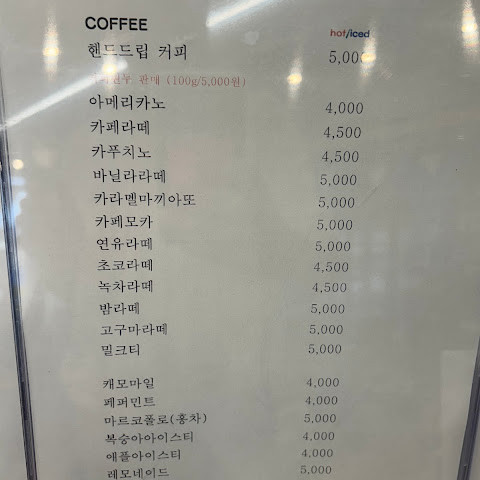 COFFEE
hot/iced
핸드드립 커피 5,000
원두 판매 (100g/5,000원)
아메리카노 4,000
카페라떼 4,500
카푸치노 4,500
바닐라라떼 5,000
카라멜마끼아또 5,000
카페모카 5,000
연유라떼 5,000
초코라떼 4,500
녹차라떼 4,500
밤라떼 5,000
고구마라떼 5,000
밀크티 5,000
캐모마일 4,000
페퍼민트 4,000
마르코폴로(홍차) 5,000
복숭아아이스티 4,000
애플아이스티 4,000
레모네이드 5,000